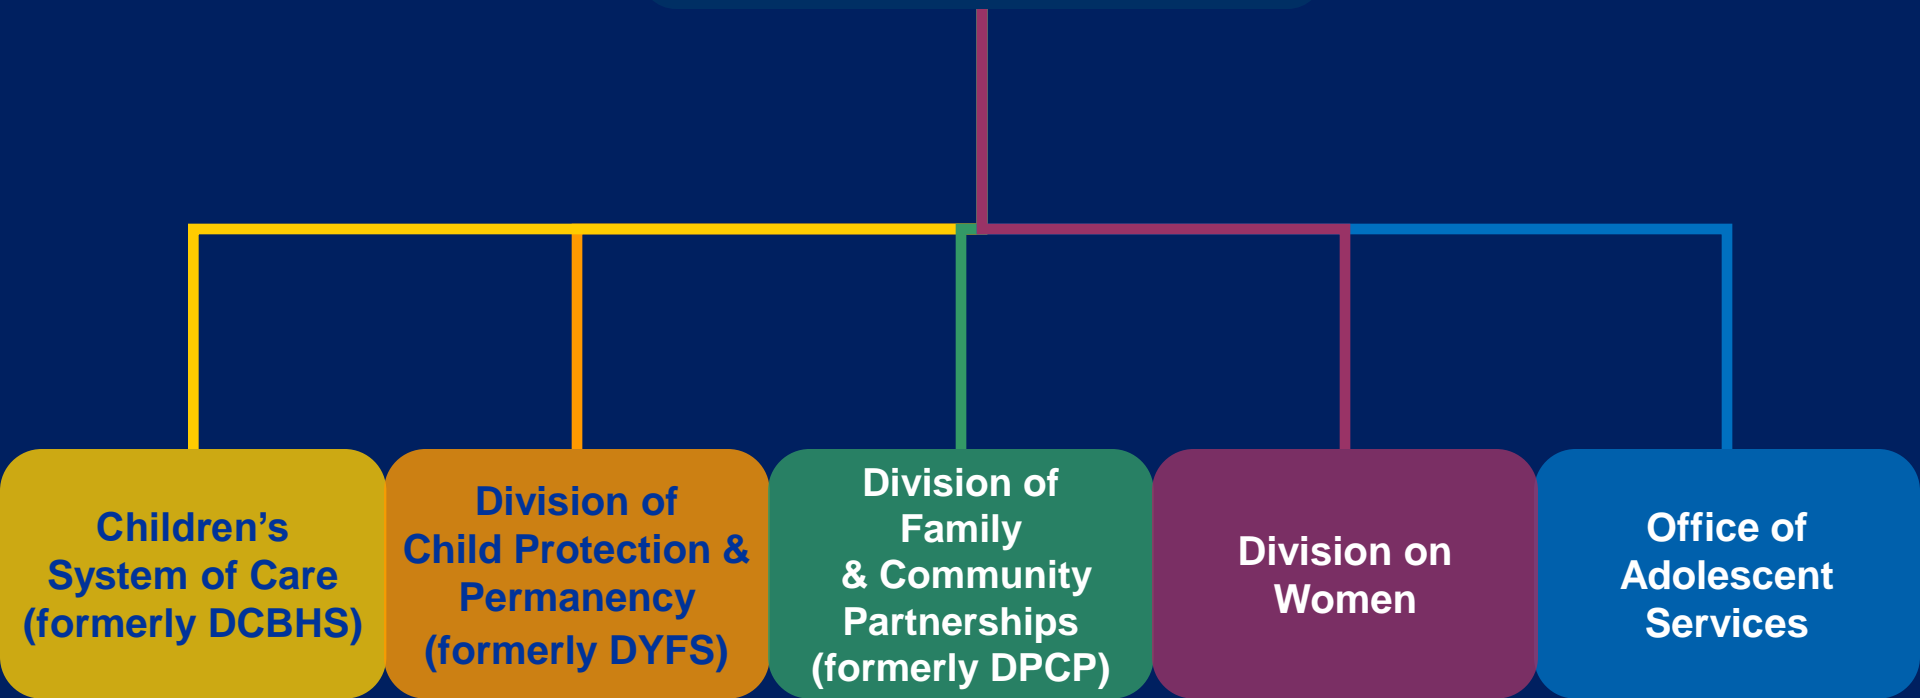 Children’s
System of Care
(formerly DCBHS)
Division of
Child Protection &
Permanency
(formerly DYFS)
Division of
Family
& Community
Partnerships
(formerly DPCP)
Division on
Women
Office of
Adolescent
Services